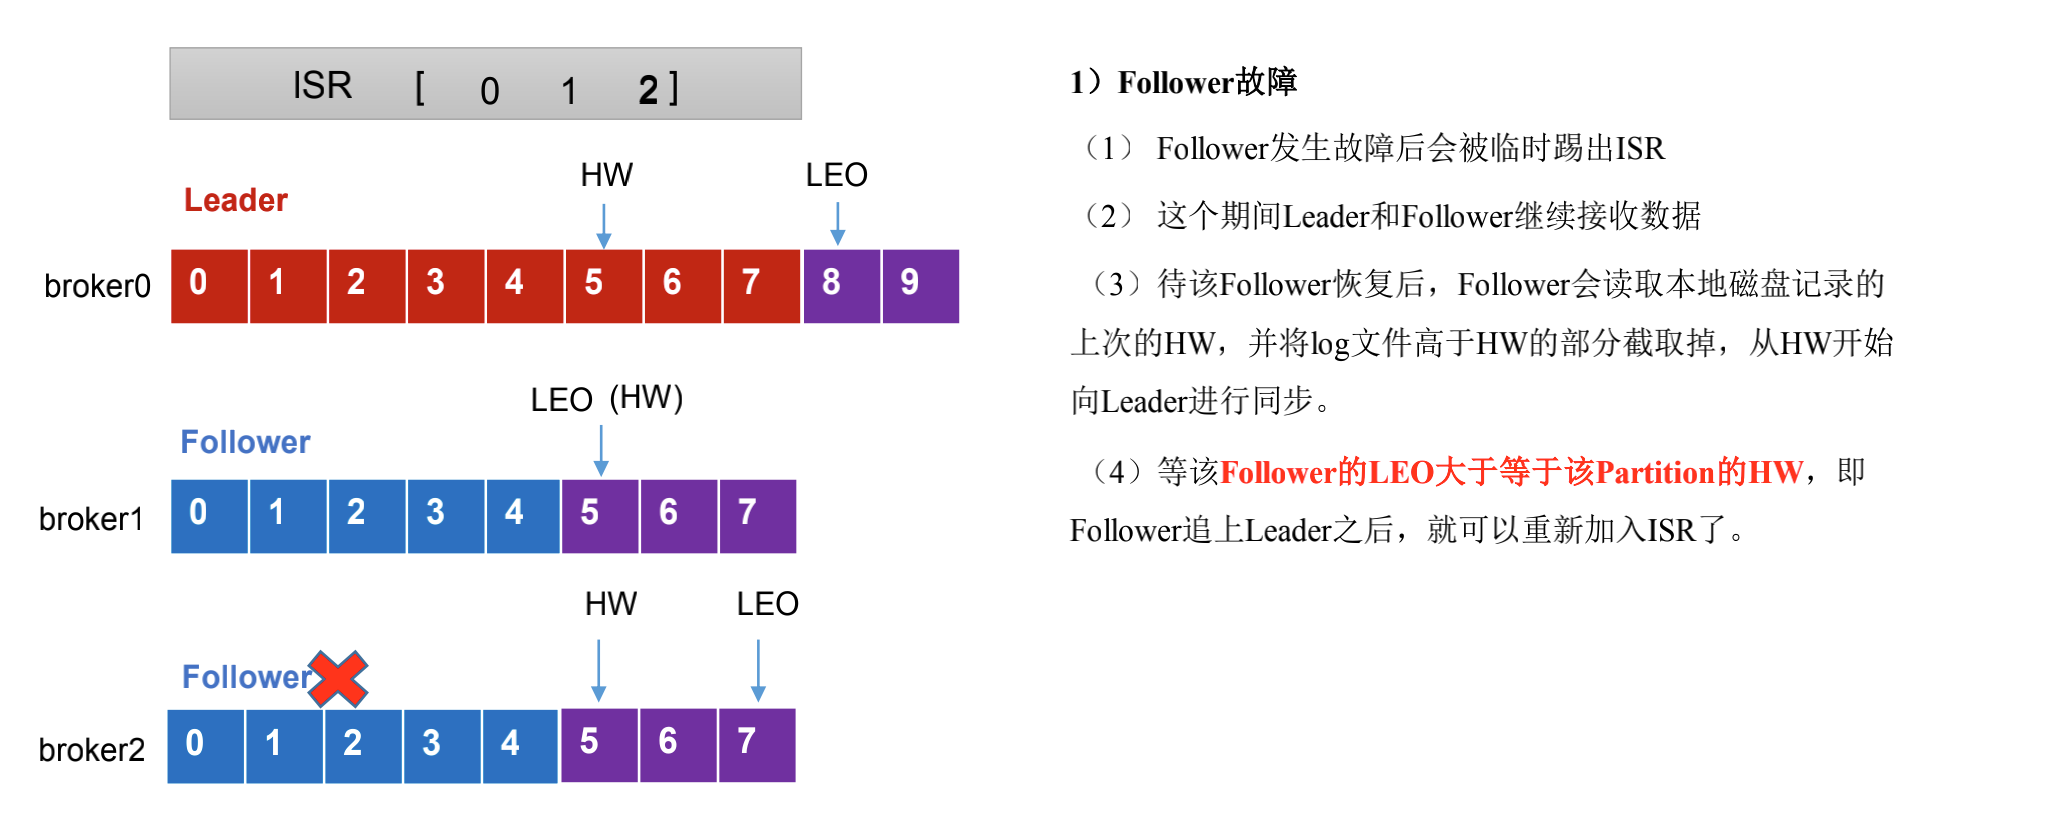 ISR [ 0 1 2 ]
HW LEO
Leader
broker0 0 1 2 3 4 5 6 7 8 9
LEO (HW)
Follower
broker1 0 1 2 3 4 5 6 7
HW LEO
Follower
broker2 0 1 2 3 4 5 6 7
1）Follower故障
（1） Follower发生故障后会被临时踢出ISR
（2） 这个期间Leader和Follower继续接收数据
（3）待该Follower恢复后，Follower会读取本地磁盘记录的
上次的HW，并将log文件高于HW的部分截取掉，从HW开始
向Leader进行同步。
（4）等该Follower的LEO大于等于该Partition的HW，即
Follower追上Leader之后，就可以重新加入ISR了。